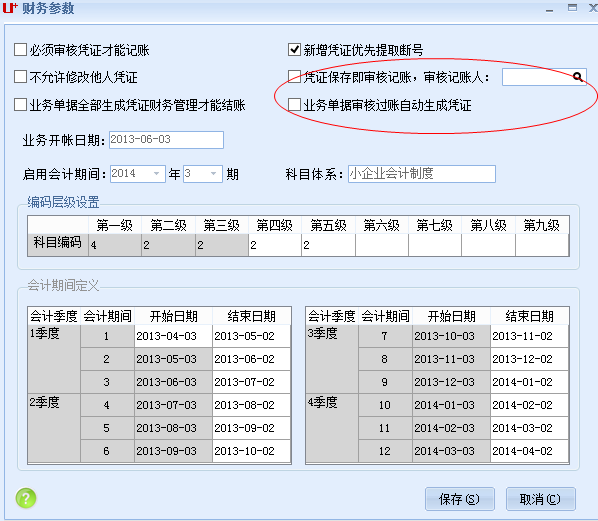 U+ 财务参数
必须审核凭证才能记账
新增凭证优先提取断号
不允许修改他人凭证
凭证保存即审核记账，审核记账人：
业务单据全部生成凭证财务管理才能结账
业务单据审核过账自动生成凭证
业务开帐日期：2013-06-03
启用会计期间：2014 年 3 期 科目体系：小企业会计制度
编码层级设置
第一级 第二级 第三级 第四级 第五级 第六级 第七级 第八级 第九级
科目编码 4 2 2 2 2
会计期间定义
会计季度 会计期间 开始日期 结束日期
1季度 1 2013-04-03 2013-05-02
2 2013-05-03 2013-06-02
3 2013-06-03 2013-07-02
2季度 4 2013-07-03 2013-08-02
5 2013-08-03 2013-09-02
6 2013-09-03 2013-10-02
会计季度 会计期间 开始日期 结束日期
3季度 7 2013-10-03 2013-11-02
8 2013-11-03 2013-12-02
9 2013-12-03 2014-01-02
4季度 10 2014-01-03 2014-02-02
11 2014-02-03 2014-03-02
12 2014-03-03 2014-04-02
?
保存(S) 取消(C)